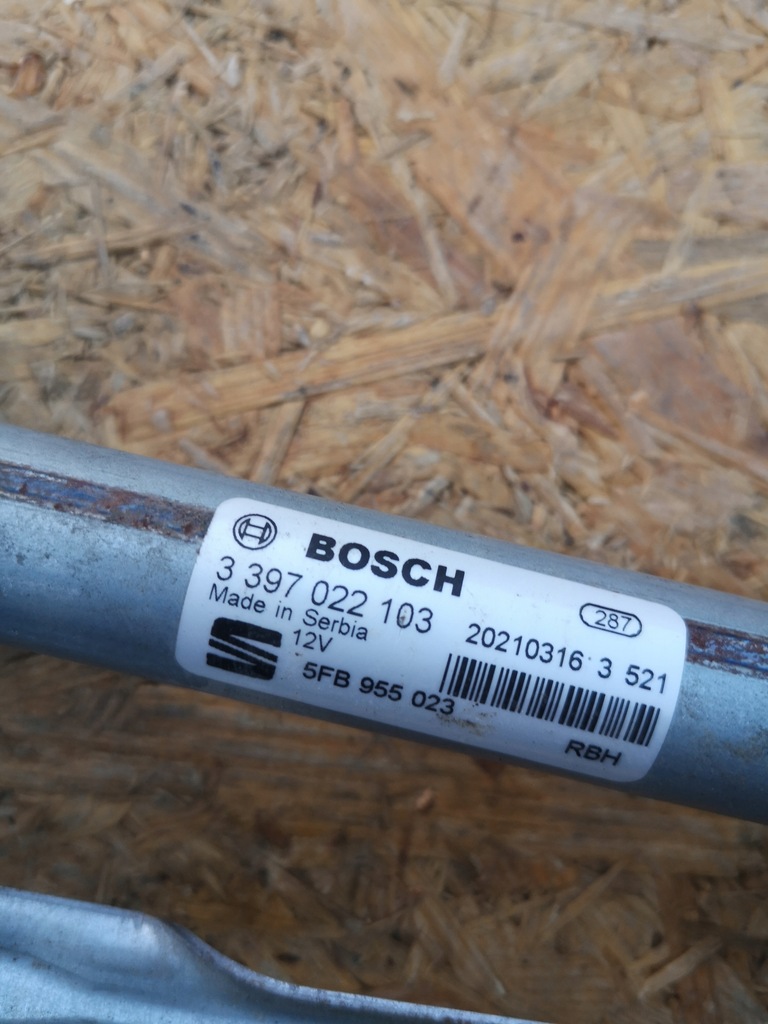 BOSCH
3 397 022 103
Made in Serbia
12V
5FB 955 023
287
20210316 3 521
RBH